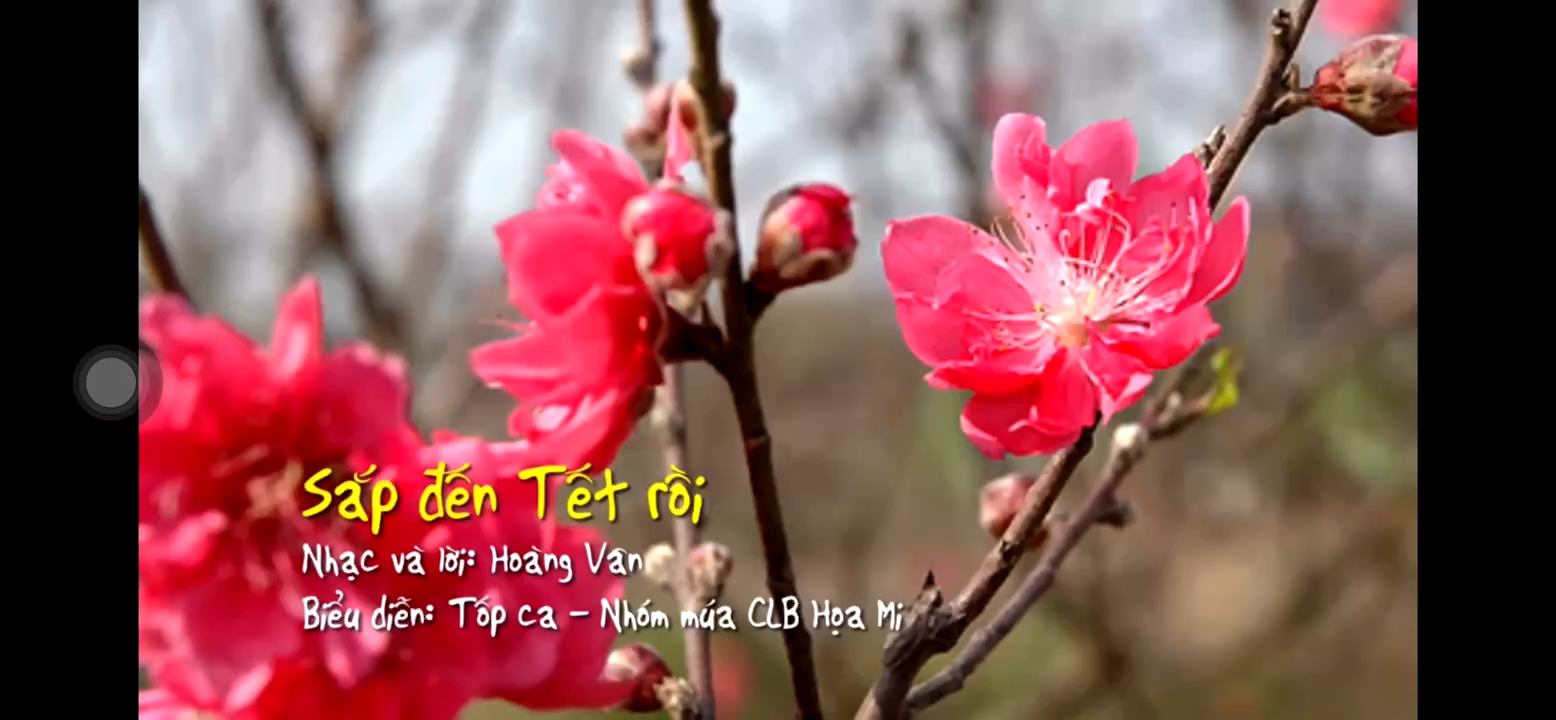 Sắp đến Tết rồi
Nhạc và lời: Hoàng Vân
Biểu diễn: Tốp ca - Nhóm múa CLB Họa Mi